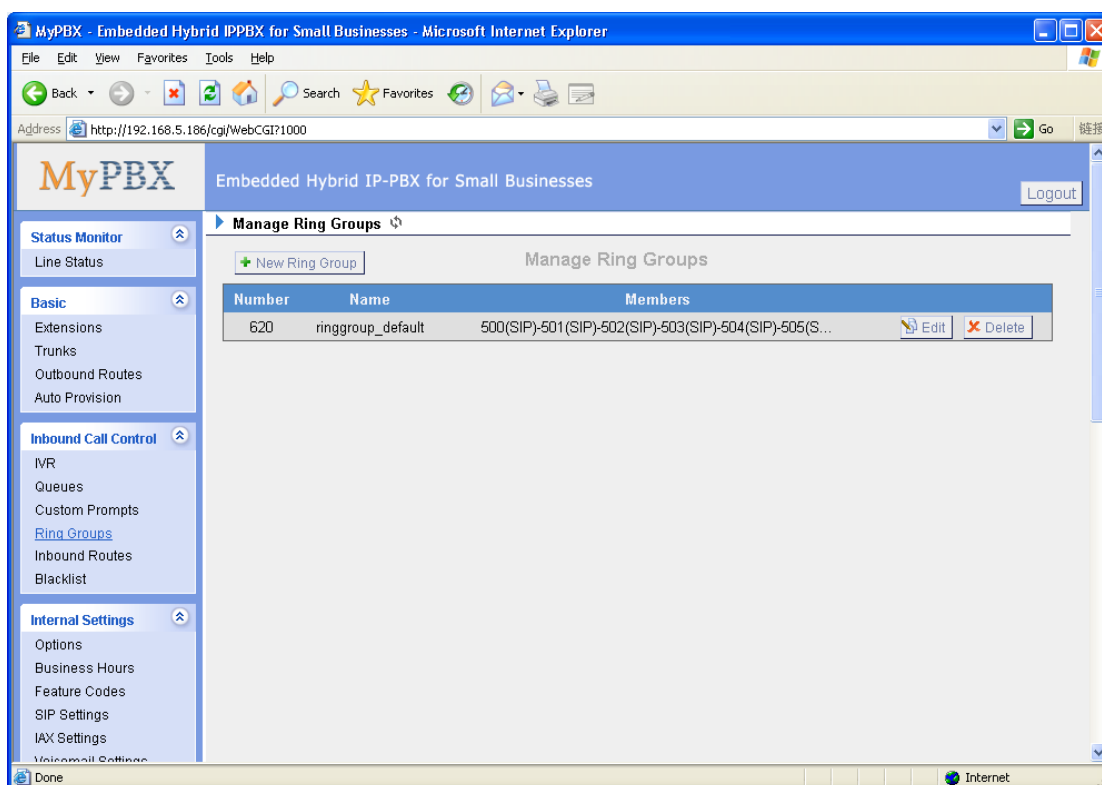 MyPBX - Embedded Hybrid IPPBX for Small Businesses - Microsoft Internet Explorer
File Edit View Favorites Tools Help
Back Search Favorites
Address http://192.168.5.186/cgi/WebCGI?1000 Go 链接
MyPBX
Embedded Hybrid IP-PBX for Small Businesses
Logout
Manage Ring Groups
Status Monitor
Line Status
Basic
Extensions
Trunks
Outbound Routes
Auto Provision
Inbound Call Control
IVR
Queues
Custom Prompts
Ring Groups
Inbound Routes
Blacklist
Internal Settings
Options
Business Hours
Feature Codes
SIP Settings
IAX Settings
Voicemail Settings
New Ring Group
Manage Ring Groups
Number Name Members
620 ringgroup_default 500(SIP)-501(SIP)-502(SIP)-503(SIP)-504(SIP)-505(S... Edit Delete
Done Internet